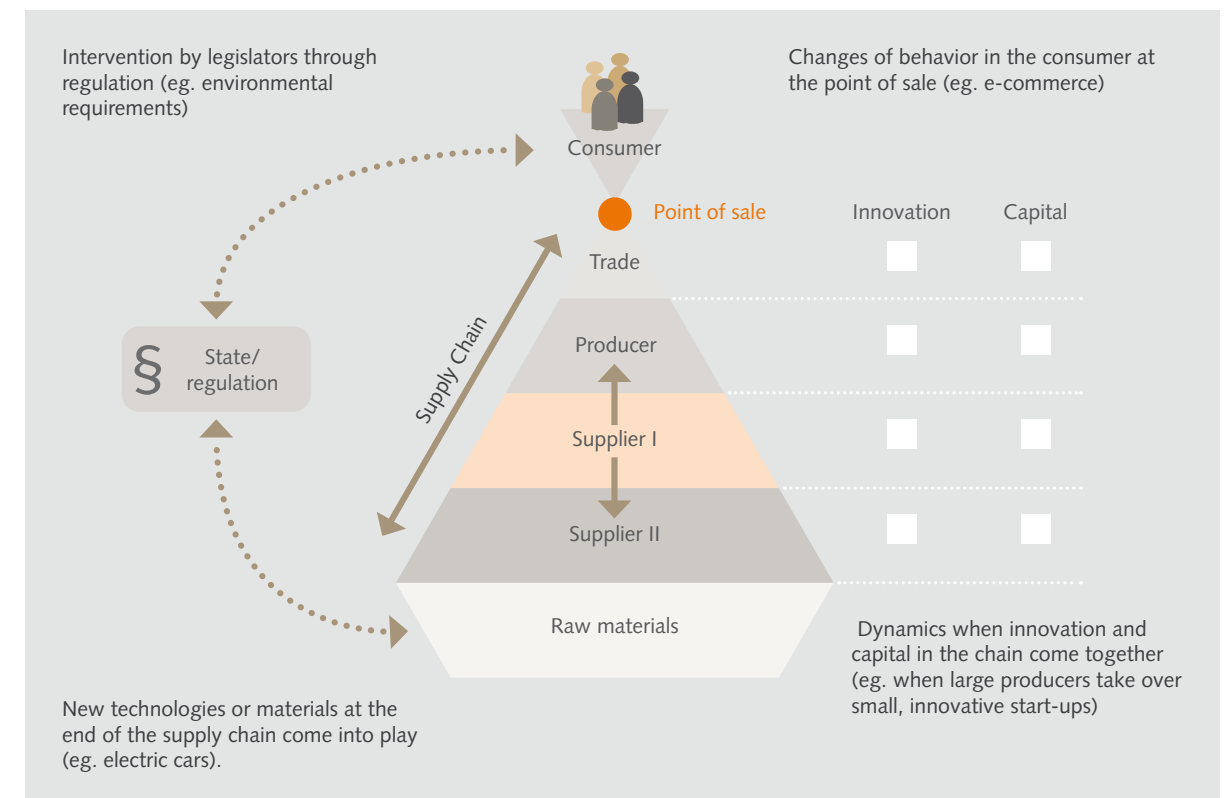 Intervention by legislators through
regulation (eg. environmental
requirements)
Changes of behavior in the consumer at
the point of sale (eg. e-commerce)
Consumer
Point of sale
Innovation
Capital
Trade
Supply Chain
Producer
§ State/
regulation
Supplier I
Supplier II
Raw materials
Dynamics when innovation and
capital in the chain come together
(eg. when large producers take over
small, innovative start-ups)
New technologies or materials at the
end of the supply chain come into play
(eg. electric cars).